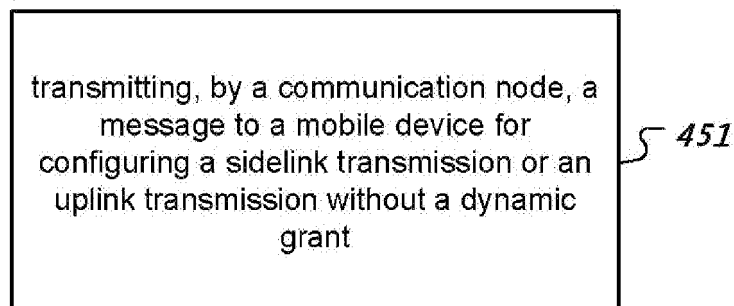 transmitting, by a communication node, a
message to a mobile device for
configuring a sidelink transmission or an
uplink transmission without a dynamic
grant
451